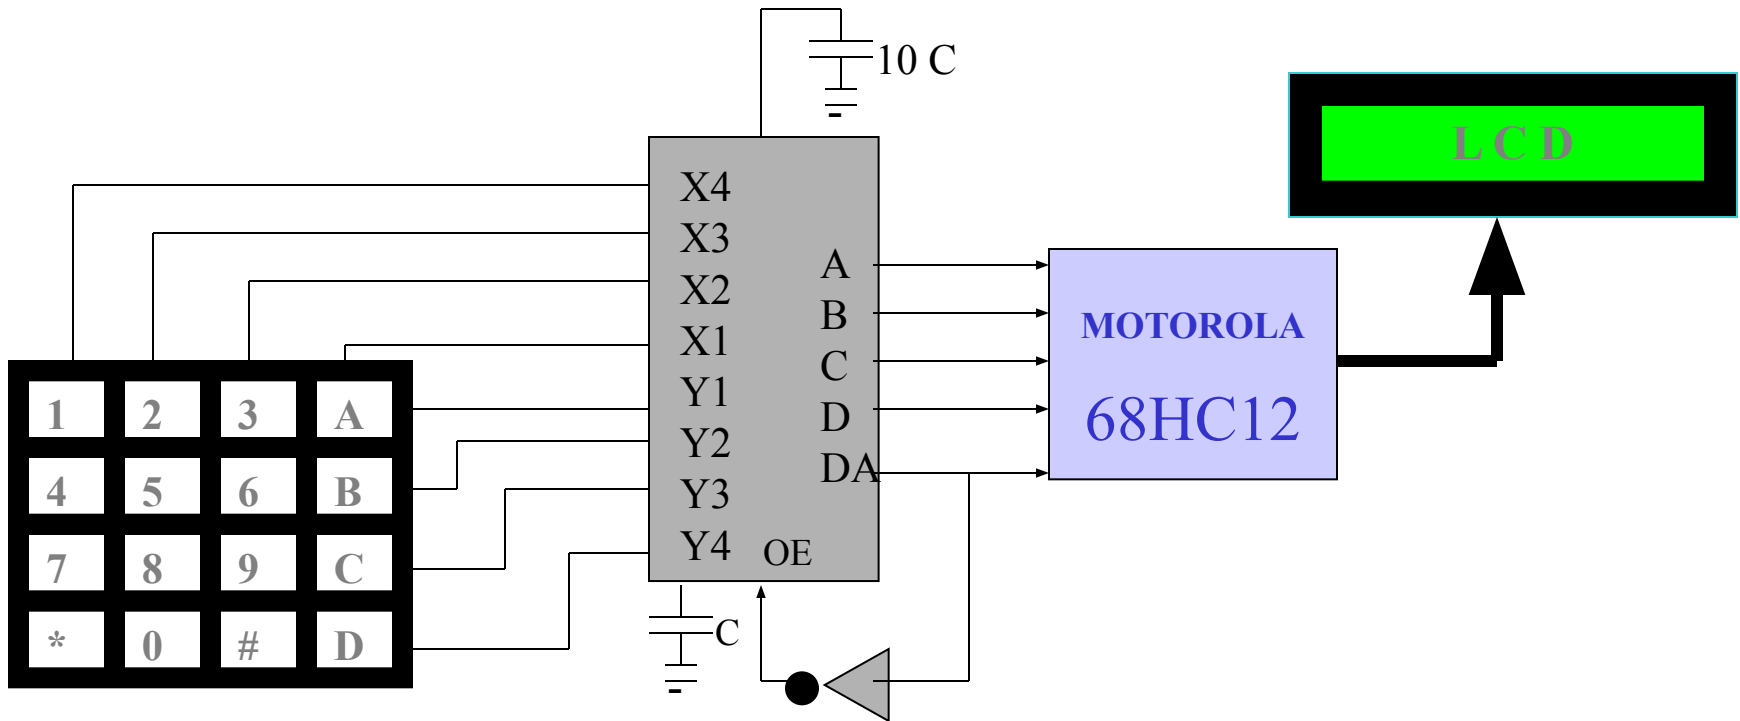 10 C
L C D
X4
X3
X2
X1
Y1
Y2
Y3
Y4
A
B
C
D
DA
OE
MOTOROLA
68HC12
1 2 3 A
4 5 6 B
7 8 9 C
* 0 # D
C